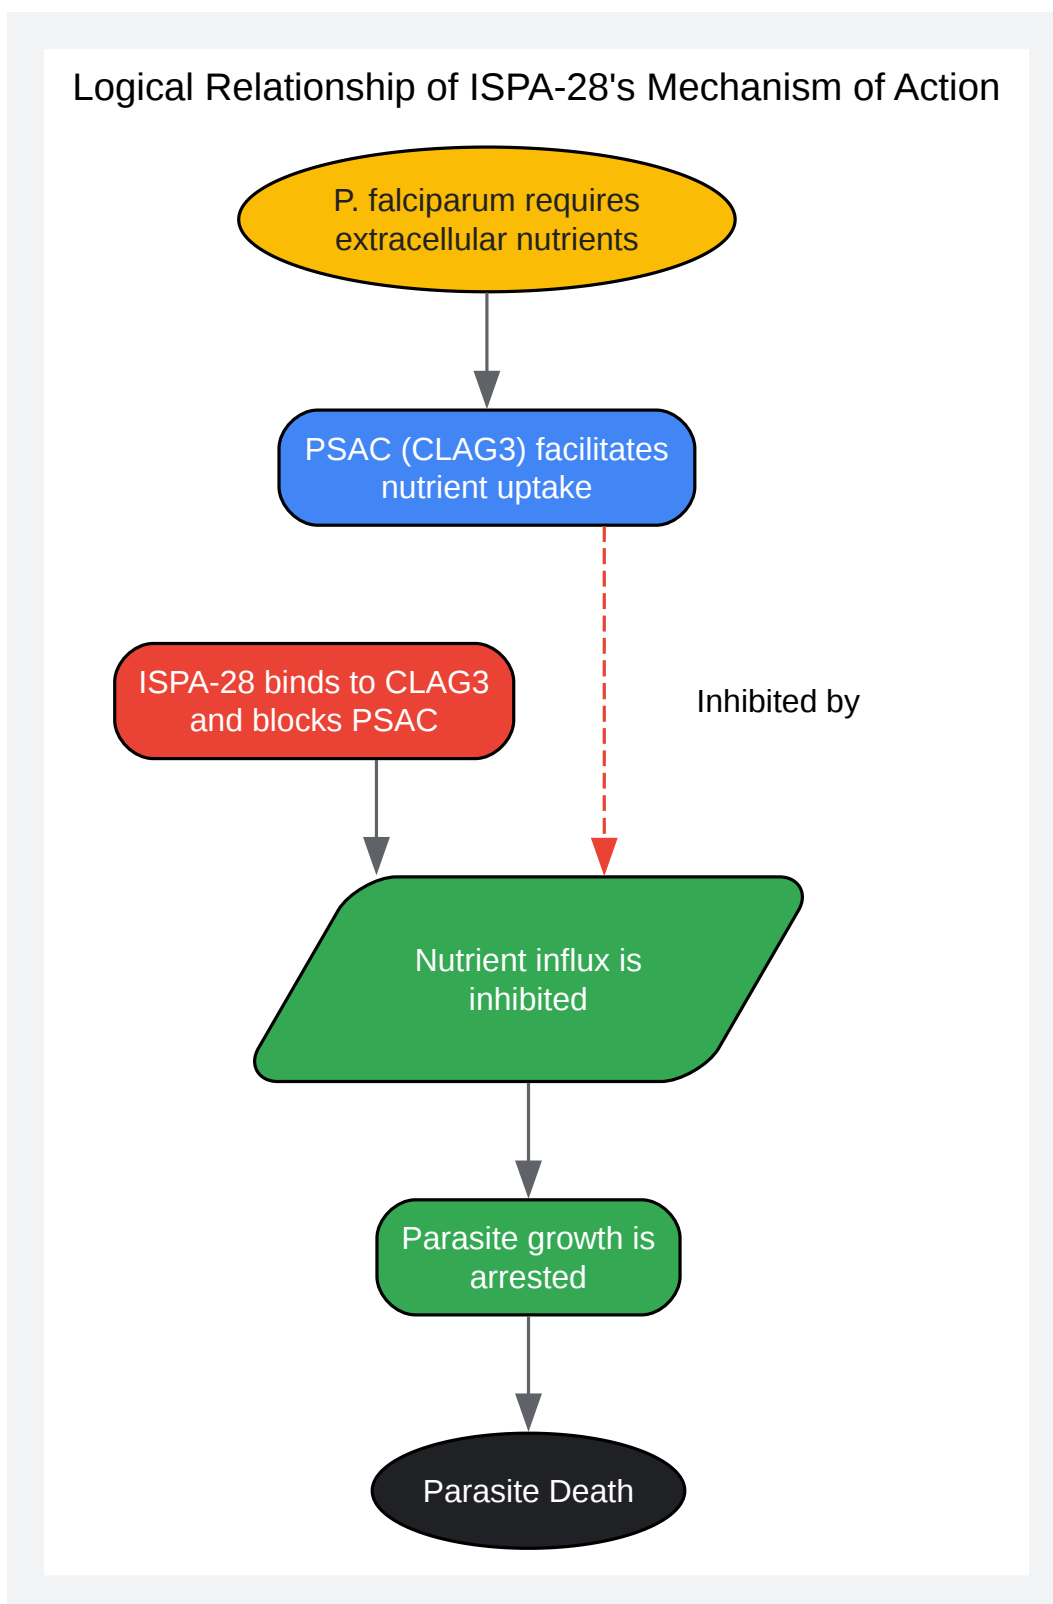 Logical Relationship of ISPA-28's Mechanism of Action
P. falciparum requires
extracellular nutrients
PSAC (CLAG3) facilitates
nutrient uptake
ISPA-28 binds to CLAG3
and blocks PSAC
Inhibited by
Nutrient influx is
inhibited
Parasite growth is
arrested
Parasite Death